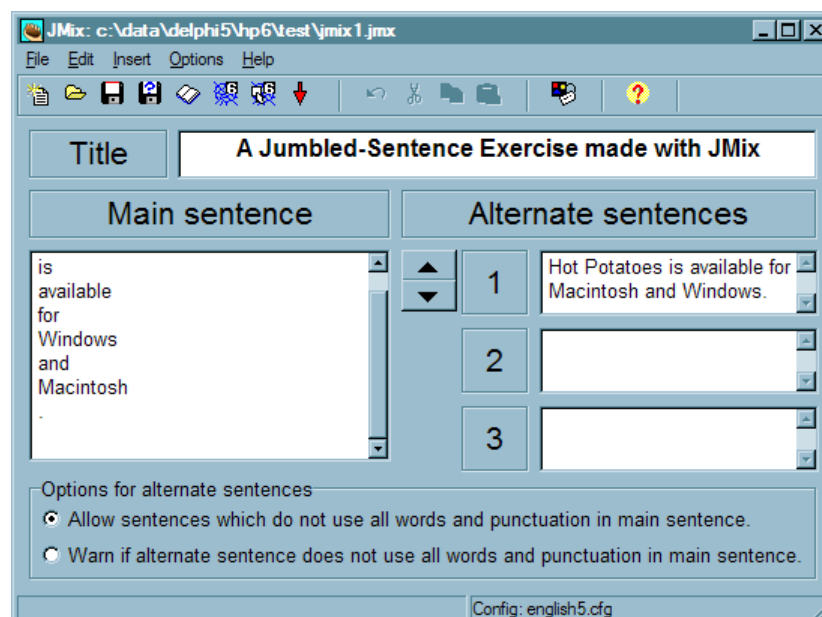 JMix: c:\data\delphi5\hp6\test\jmix1.jmx
File Edit Insert Options Help
Title
A Jumbled-Sentence Exercise made with JMix
Main sentence
Alternate sentences
is
available
for
Windows
and
Macintosh
.
1
Hot Potatoes is available for
Macintosh and Windows.
2
3
Options for alternate sentences
Allow sentences which do not use all words and punctuation in main sentence.
Warn if alternate sentence does not use all words and punctuation in main sentence.
Config: english5.cfg